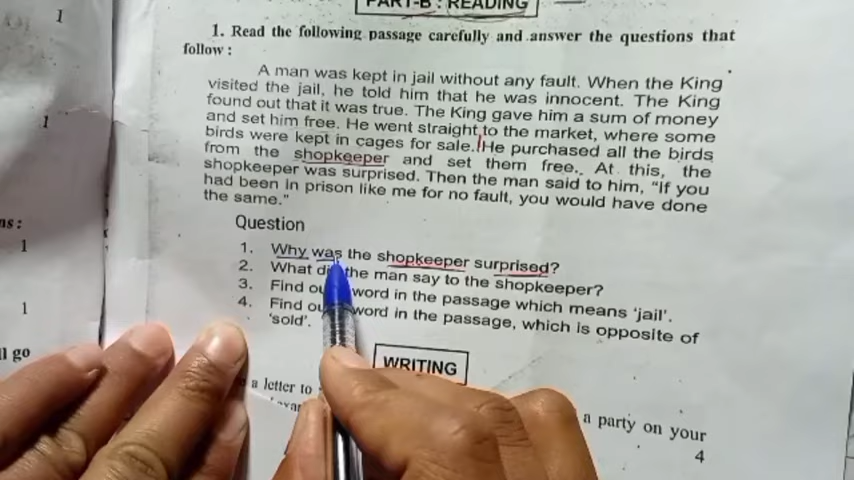 1
PART-B : READING
1. Read the following passage carefully and answer the questions that
follow :
A man was kept in jail without any fault. When the King
visited the jail, he told him that he was innocent. The King
found out that it was true. The King gave him a sum of money
1
and set him free. He went straight to the market, where some
birds were kept in cages for sale. He purchased all the birds
from the shopkeeper and set them free. At this, the
shopkeeper was surprised. Then the man said to him, “If you
had been in prison like me for no fault, you would have done
the same.”
ns :
Question
1
1. Why was the shopkeeper surprised?
2. What the man say to the shopkeeper?
3. Find word in the passage which means ‘jail’.
1
4. Find word in the passage, which is opposite of
‘sold’.
ll go
WRITING
a letter to
a party on your
4